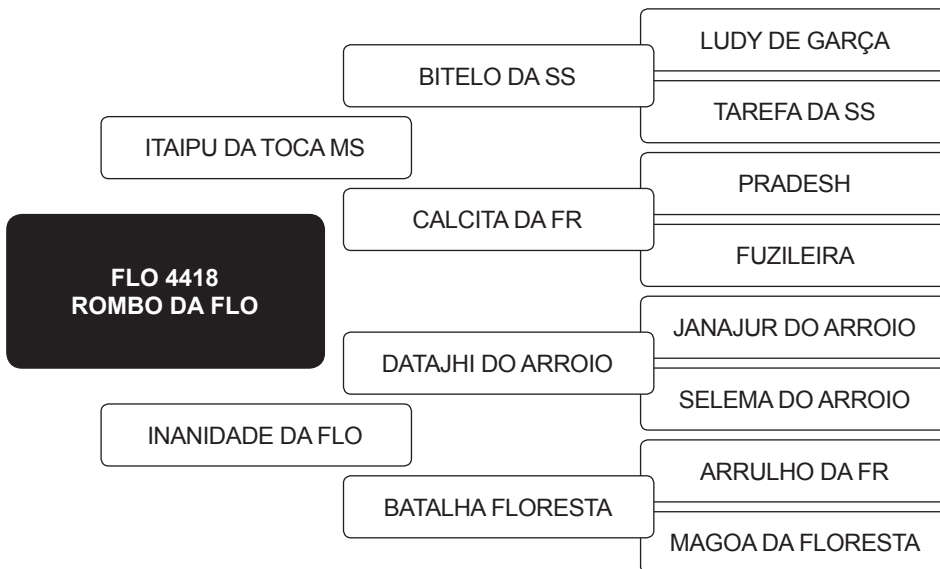 LUDY DE GARÇA
BITELO DA SS
TAREFA DA SS
ITAIPU DA TOCA MS
PRADESH
CALCITA DA FR
FUZILEIRA
FLO 4418
ROMBO DA FLO
JANAJUR DO ARROIO
DATAJHI DO ARROIO
SELEMA DO ARROIO
INANIDADE DA FLO
ARRULHO DA FR
BATALHA FLORESTA
MAGOA DA FLORESTA